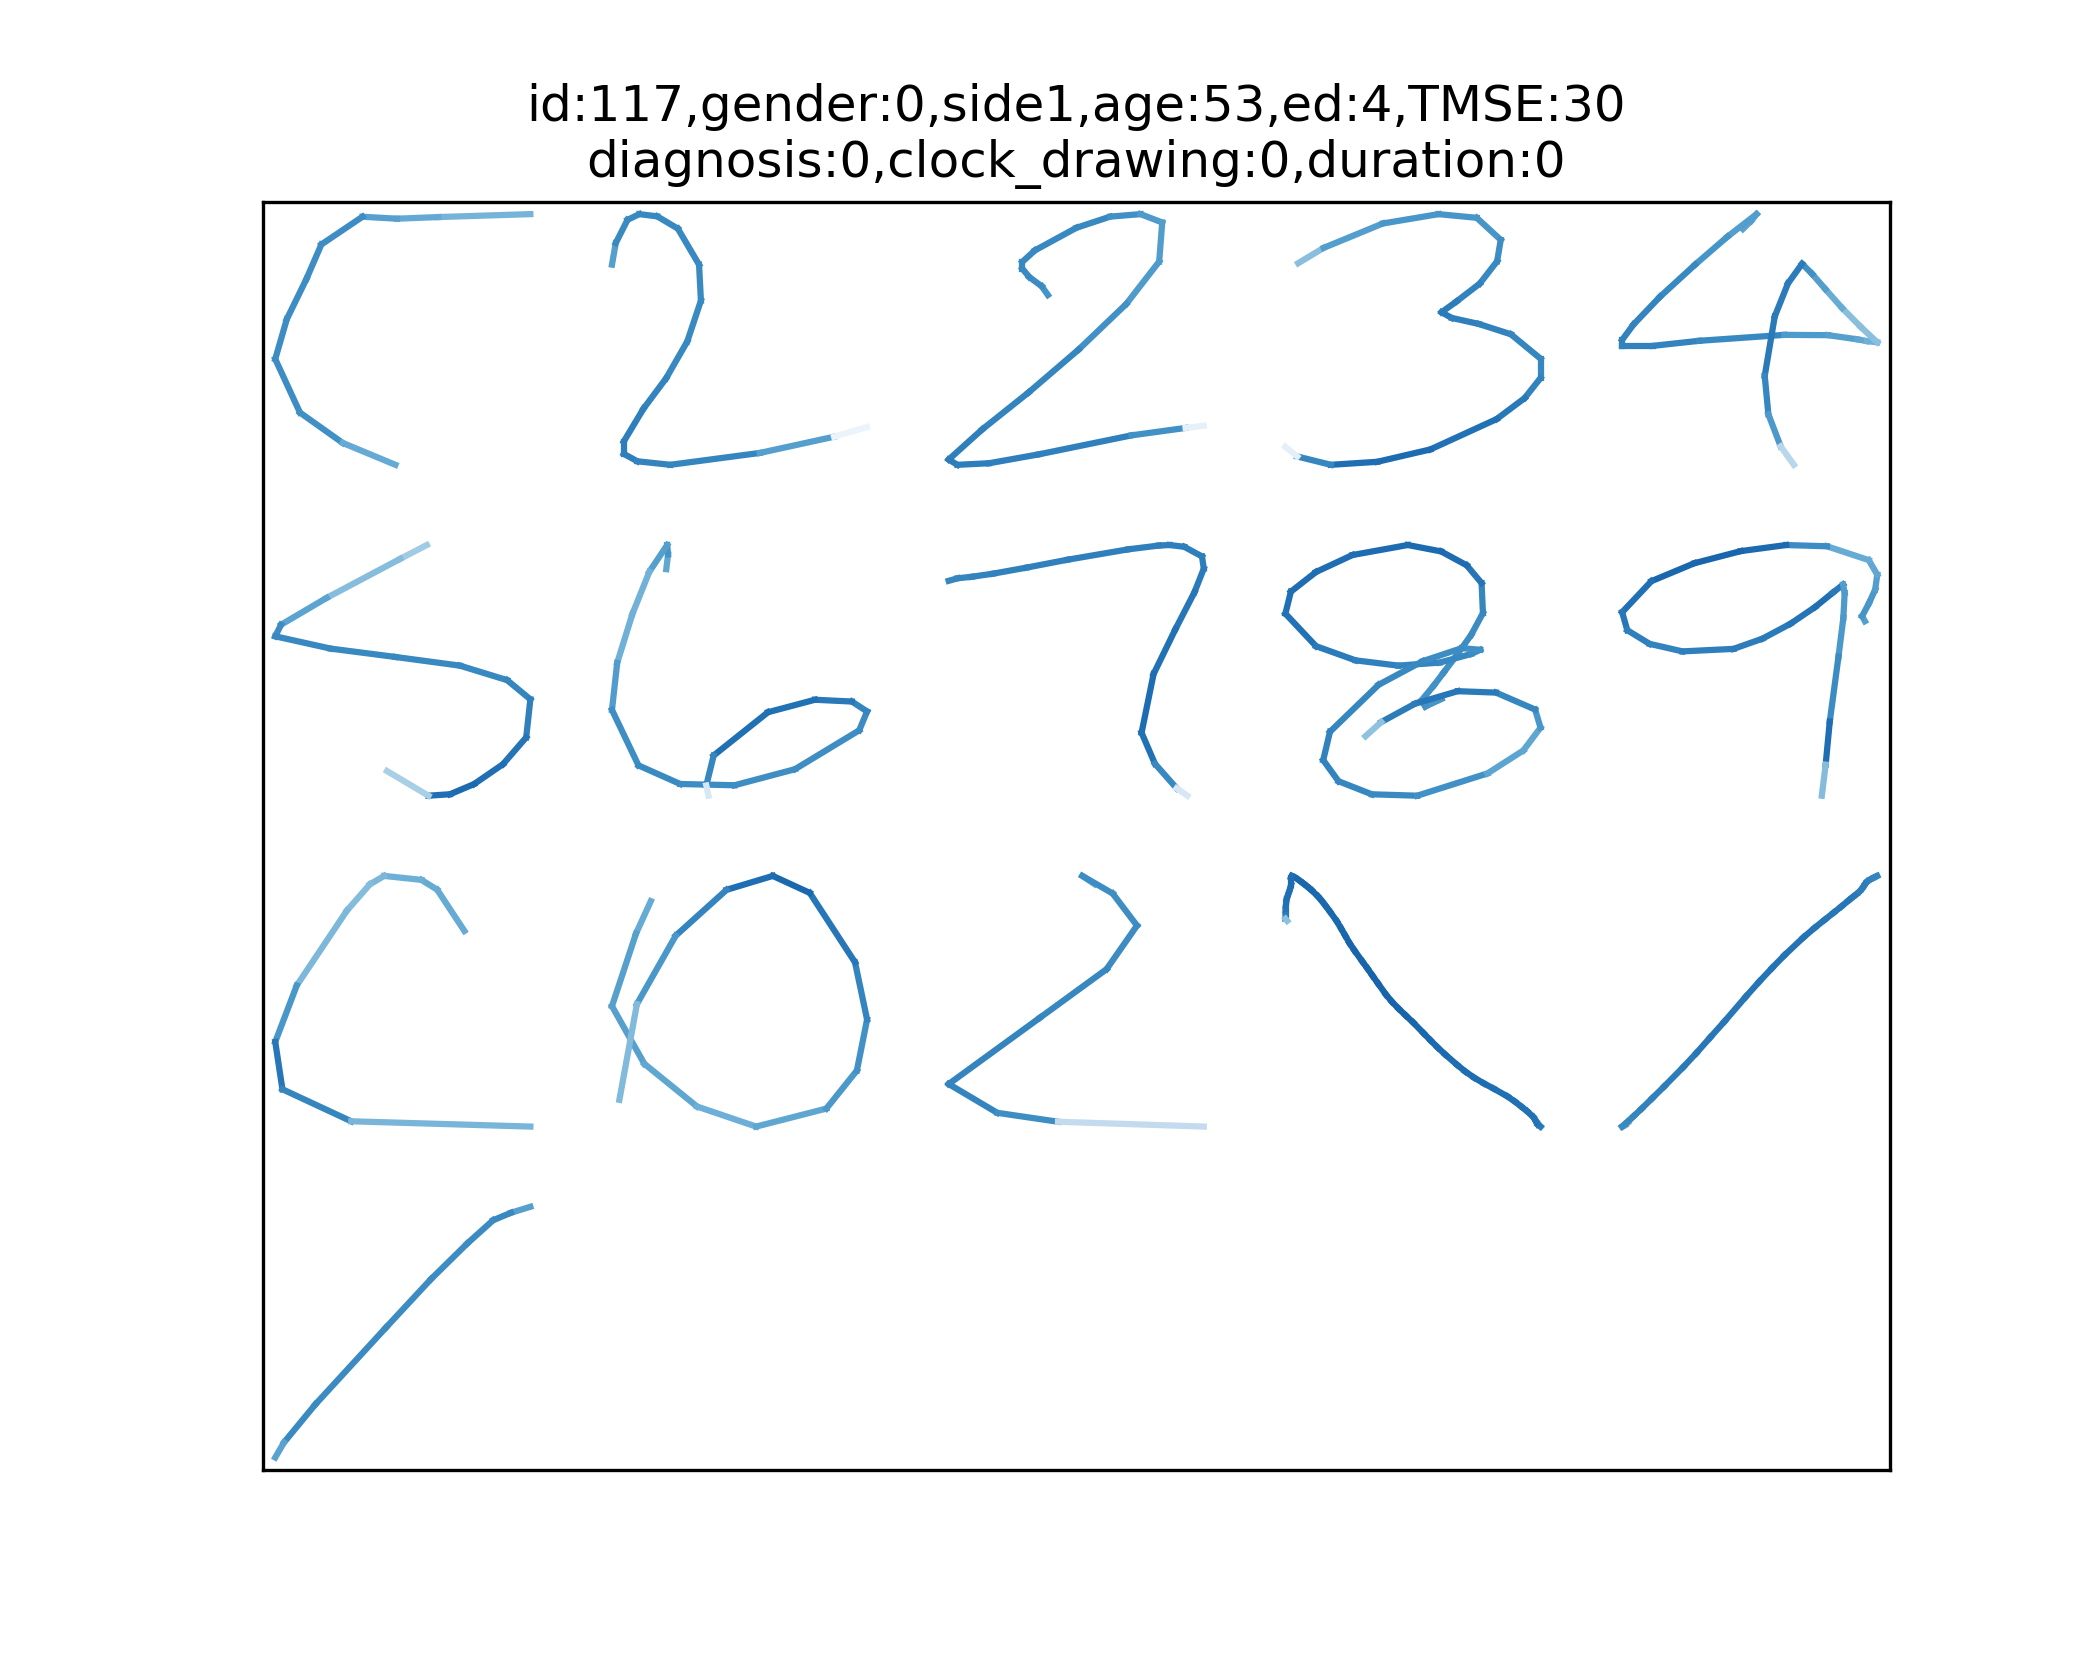 id:117,gender:0,side1,age:53,ed:4,TMSE:30
diagnosis:0,clock_drawing:0,duration:0
2 2 3 4
5 6 7 8 9
0 2